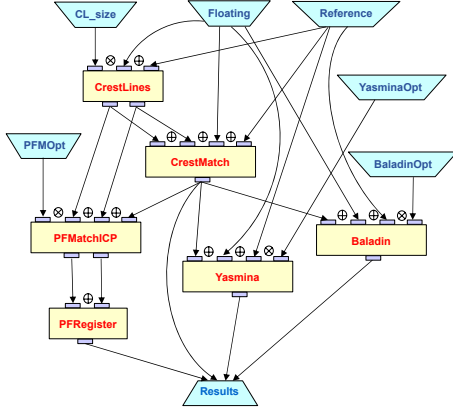 CL_size
Floating
Reference
CrestLines
YasminaOpt
PFMOpt
CrestMatch
BaladinOpt
PFMatchICP
Baladin
Yasmina
PFRegister
Results